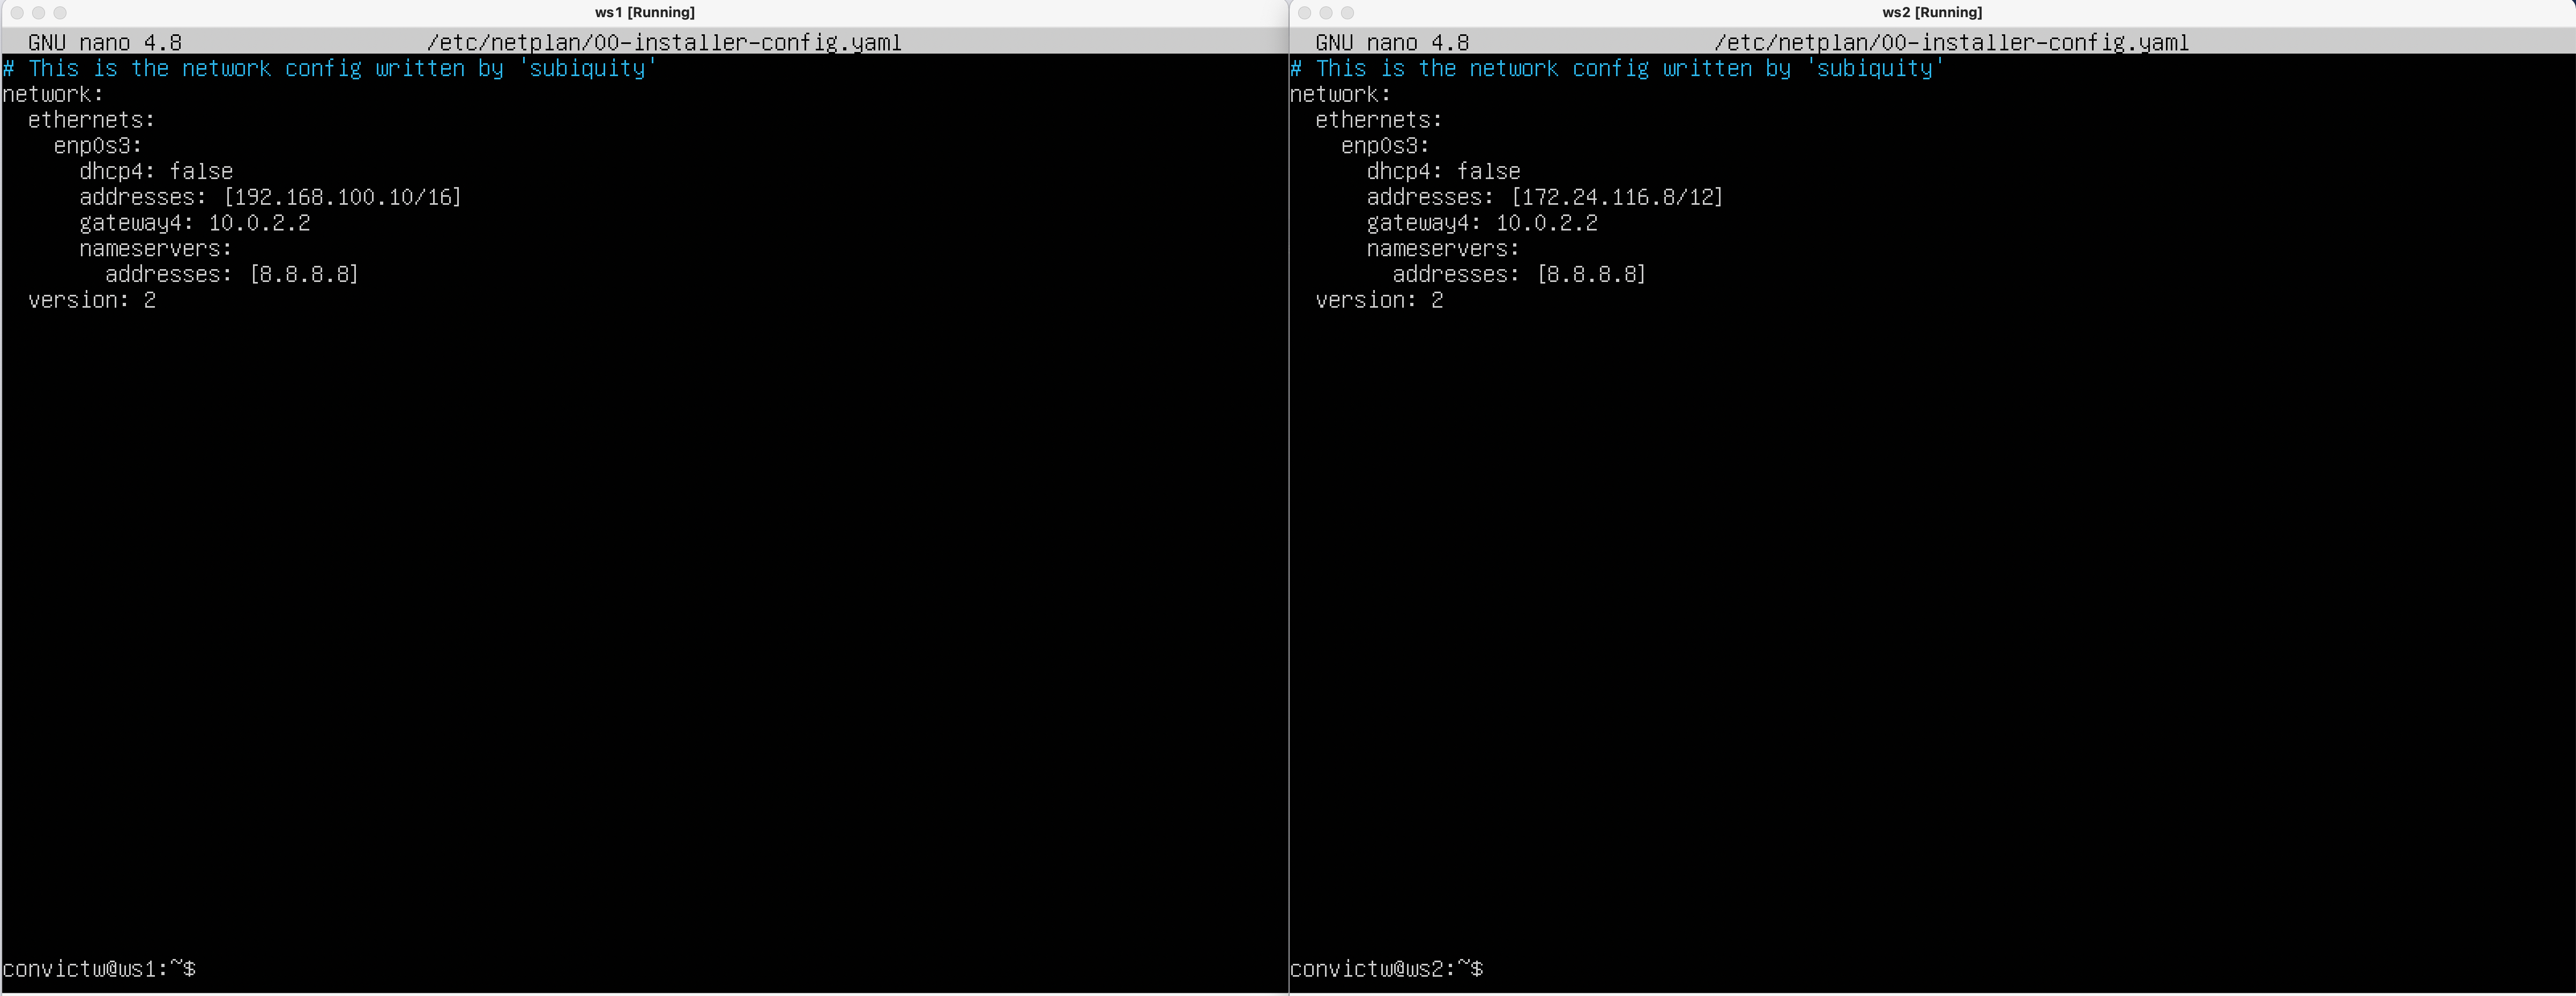 ws1 [Running]
GNU nano 4.8 /etc/netplan/00-installer-config.yaml
# This is the network config written by 'subiquity'
network:
  ethernets:
    enp0s3:
      dhcp4: false
      addresses: [192.168.100.10/16]
      gateway4: 10.0.2.2
      nameservers:
        addresses: [8.8.8.8]
  version: 2
convictw@ws1:~$
ws2 [Running]
GNU nano 4.8 /etc/netplan/00-installer-config.yaml
# This is the network config written by 'subiquity'
network:
  ethernets:
    enp0s3:
      dhcp4: false
      addresses: [172.24.116.8/12]
      gateway4: 10.0.2.2
      nameservers:
        addresses: [8.8.8.8]
  version: 2
convictw@ws2:~$